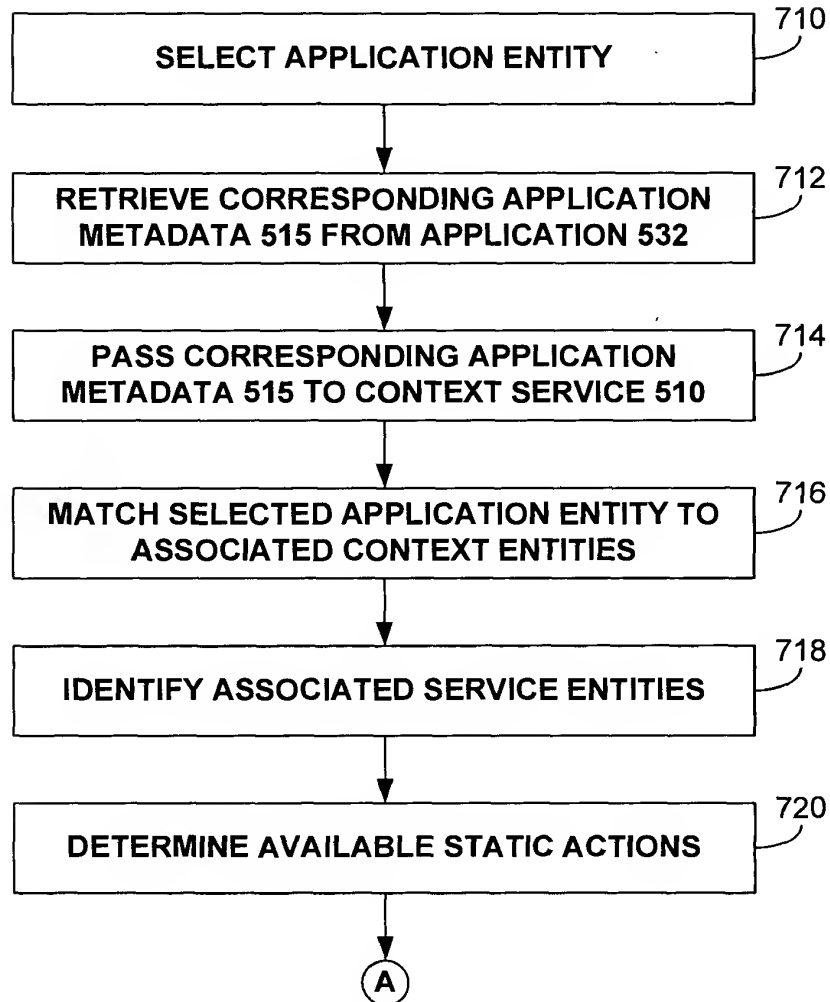 710
SELECT APPLICATION ENTITY
712
RETRIEVE CORRESPONDING APPLICATION
METADATA 515 FROM APPLICATION 532
714
PASS CORRESPONDING APPLICATION
METADATA 515 TO CONTEXT SERVICE 510
716
MATCH SELECTED APPLICATION ENTITY TO
ASSOCIATED CONTEXT ENTITIES
718
IDENTIFY ASSOCIATED SERVICE ENTITIES
720
DETERMINE AVAILABLE STATIC ACTIONS
A